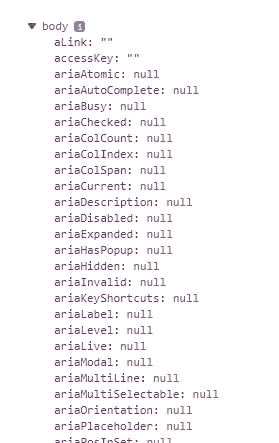 ▼ body i
aLink: ""
accessKey: ""
ariaAtomic: null
ariaAutoComplete: null
ariaBusy: null
ariaChecked: null
ariaColCount: null
ariaColIndex: null
ariaColSpan: null
ariaCurrent: null
ariaDescription: null
ariaDisabled: null
ariaExpanded: null
ariaHasPopup: null
ariaHidden: null
ariaInvalid: null
ariaKeyShortcuts: null
ariaLabel: null
ariaLevel: null
ariaLive: null
ariaModal: null
ariaMultiLine: null
ariaMultiSelectable: null
ariaOrientation: null
ariaPlaceholder: null
ariaPosInSet: null